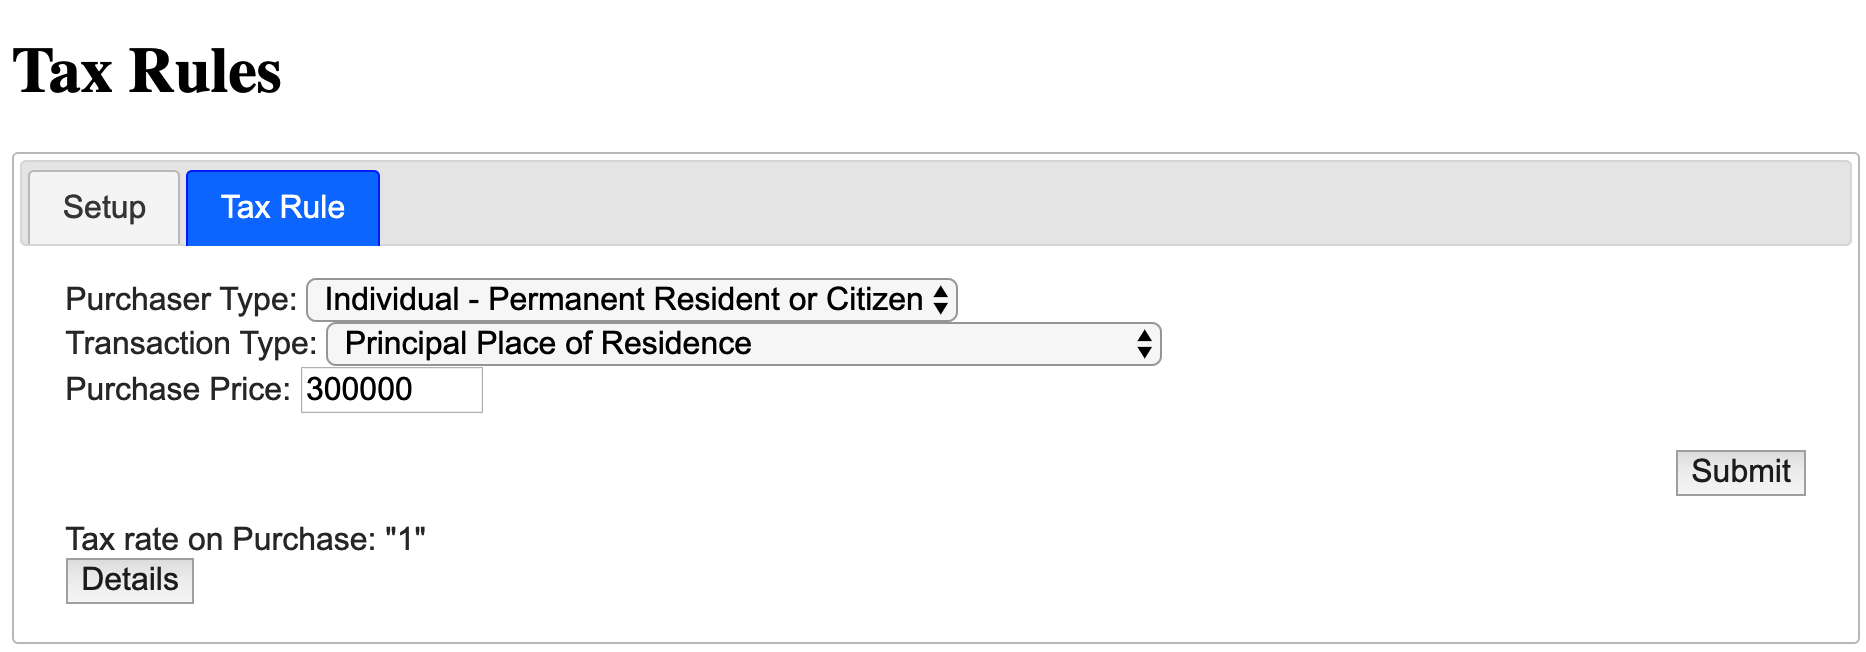 Tax Rules
Setup Tax Rule
Purchaser Type: Individual - Permanent Resident or Citizen
Transaction Type: Principal Place of Residence
Purchase Price: 300000
Submit
Tax rate on Purchase: "1"
Details